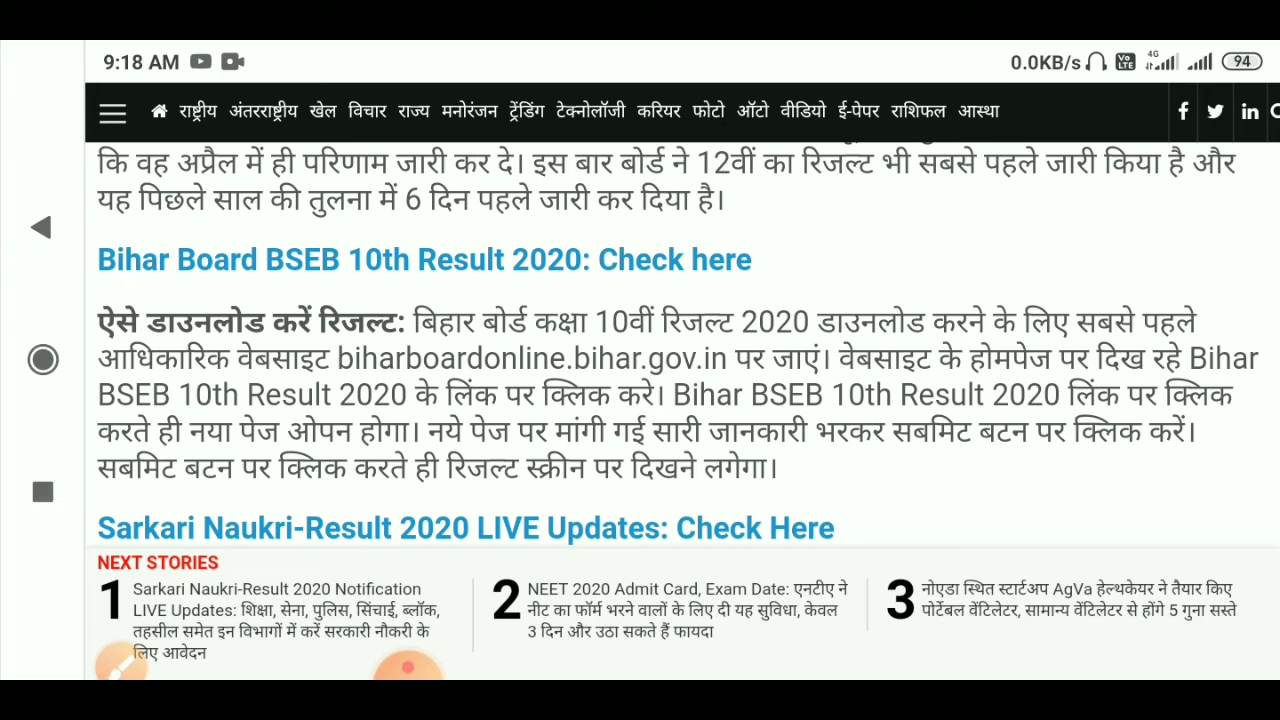 9:18 AM 0.0KB/s Vo LTE 4G 94
राष्ट्रीय अंतरराष्ट्रीय खेल विचार राज्य मनोरंजन ट्रेंडिंग टेक्नोलॉजी करियर फोटो ऑटो वीडियो ई-पेपर राशिफल आस्था f in
कि वह अप्रैल में ही परिणाम जारी कर दे। इस बार बोर्ड ने 12वीं का रिजल्ट भी सबसे पहले जारी किया है और
यह पिछले साल की तुलना में 6 दिन पहले जारी कर दिया है।
Bihar Board BSEB 10th Result 2020: Check here
ऐसे डाउनलोड करें रिजल्ट: बिहार बोर्ड कक्षा 10वीं रिजल्ट 2020 डाउनलोड करने के लिए सबसे पहले
आधिकारिक वेबसाइट biharboardonline.bihar.gov.in पर जाएं। वेबसाइट के होमपेज पर दिख रहे Bihar
BSEB 10th Result 2020 के लिंक पर क्लिक करे। Bihar BSEB 10th Result 2020 लिंक पर क्लिक
करते ही नया पेज ओपन होगा। नये पेज पर मांगी गई सारी जानकारी भरकर सबमिट बटन पर क्लिक करें।
सबमिट बटन पर क्लिक करते ही रिजल्ट स्क्रीन पर दिखने लगेगा।
Sarkari Naukri-Result 2020 LIVE Updates: Check Here
NEXT STORIES
1 Sarkari Naukri-Result 2020 Notification
LIVE Updates: शिक्षा, सेना, पुलिस, सिंचाई, ब्लॉक,
तहसील समेत इन विभागों में करें सरकारी नौकरी के
लिए आवेदन
2 NEET 2020 Admit Card, Exam Date: एनटीए ने
नीट का फॉर्म भरने वालों के लिए दी यह सुविधा, केवल
3 दिन और उठा सकते हैं फायदा
3 नोएडा स्थित स्टार्टअप AgVa हेल्थकेयर ने तैयार किए
पोर्टेबल वेंटिलेटर, सामान्य वेंटिलेटर से होंगे 5 गुना सस्ते